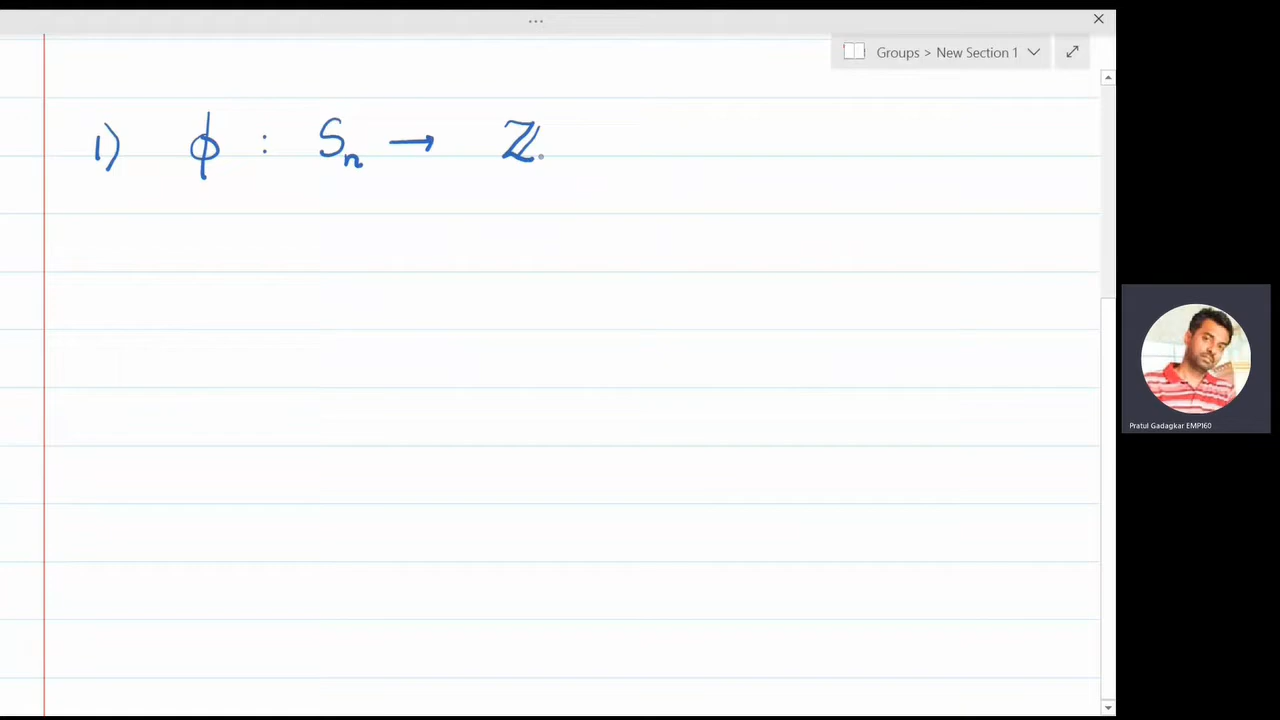 ...
Groups > New Section 1
1) ϕ : Sₙ → ℤ
Pratul Gadagkar EMP160